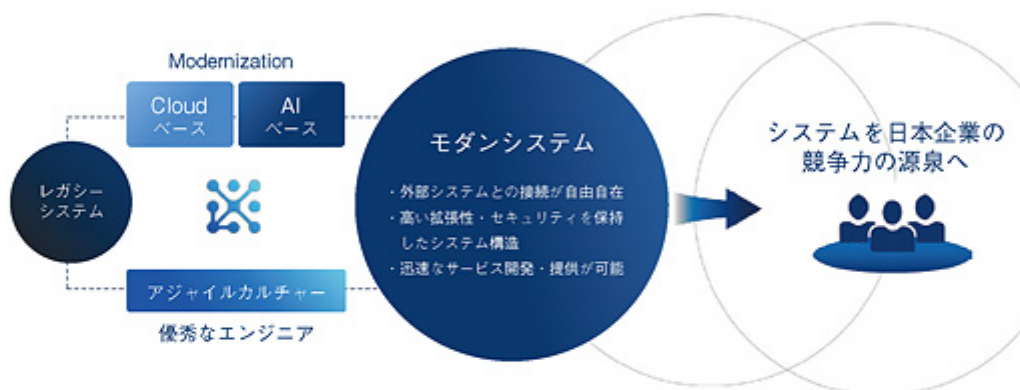 Modernization
Cloud
ベース
AI
ベース
レガシー
システム
アジャイルカルチャー
優秀なエンジニア
モダンシステム
・外部システムとの接続が自由自在
・高い拡張性・セキュリティを保持
したシステム構造
・迅速なサービス開発・提供が可能
システムを日本企業の
競争力の源泉へ